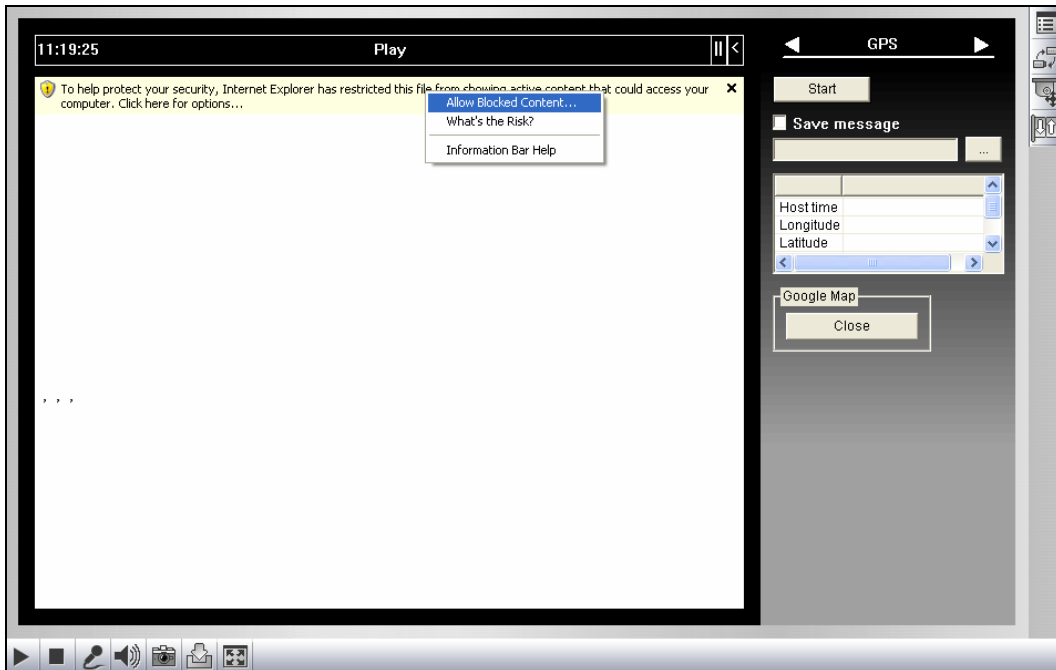 11:19:25 Play || <
GPS
To help protect your security, Internet Explorer has restricted this file from showing active content that could access your
computer. Click here for options...
Allow Blocked Content...
What's the Risk?
Information Bar Help
Start
Save message
...
Host time
Longitude
Latitude
Google Map
Close
, , ,